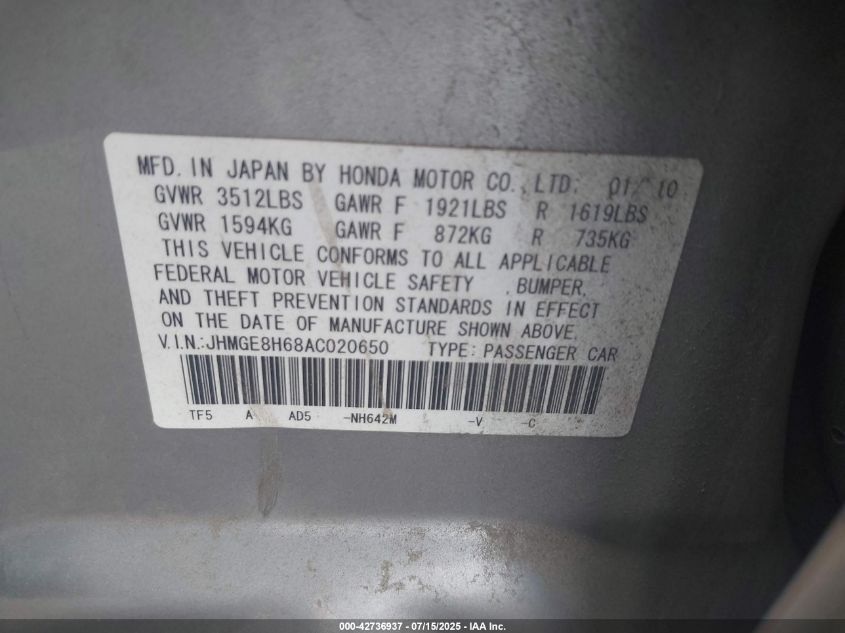 MFD. IN JAPAN BY HONDA MOTOR CO., LTD. 01/10
GVWR 3512LBS GAWR F 1921LBS R 1619LBS
GVWR 1594KG GAWR F 872KG R 735KG
THIS VEHICLE CONFORMS TO ALL APPLICABLE
FEDERAL MOTOR VEHICLE SAFETY , BUMPER,
AND THEFT PREVENTION STANDARDS IN EFFECT
ON THE DATE OF MANUFACTURE SHOWN ABOVE.
V.I.N.:JHMGE8H68AC020650 TYPE: PASSENGER CAR
TF5 A AD5 -NH642M -V -C
000-42736937 - 07/15/2025 - IAA Inc.